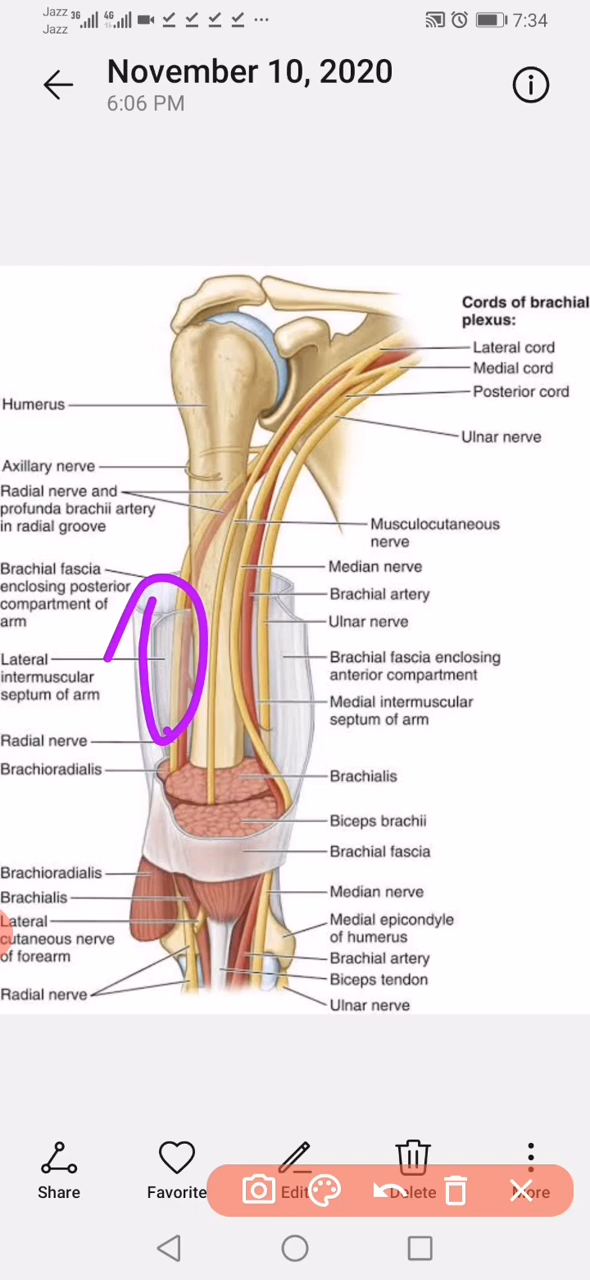 Jazz 3G 4G
Jazz
7:34
November 10, 2020
6:06 PM
Cords of brachial
plexus:
Lateral cord
Medial cord
Posterior cord
Ulnar nerve
Musculocutaneous
nerve
Median nerve
Brachial artery
Ulnar nerve
Brachial fascia enclosing
anterior compartment
Medial intermuscular
septum of arm
Brachialis
Biceps brachii
Brachial fascia
Median nerve
Medial epicondyle
of humerus
Brachial artery
Biceps tendon
Ulnar nerve
Humerus
Axillary nerve
Radial nerve and
profunda brachii artery
in radial groove
Brachial fascia
enclosing posterior
compartment of
arm
Lateral
intermuscular
septum of arm
Radial nerve
Brachioradialis
Brachioradialis
Brachialis
Lateral
cutaneous nerve
of forearm
Radial nerve
Share
Favorite
Edit
Delete
More